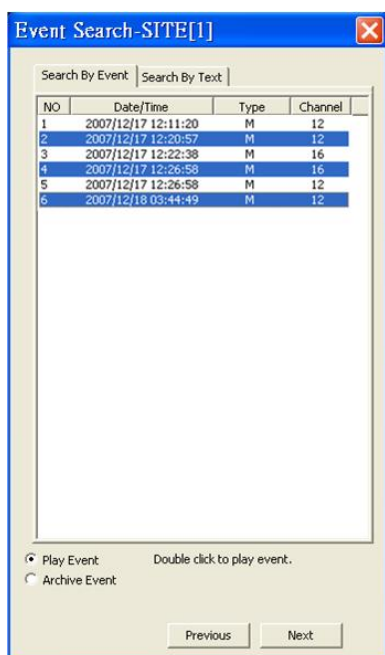 Event Search-SITE[1]
Search By Event Search By Text
NO Date/Time Type Channel
1 2007/12/17 12:11:20 M 12
2 2007/12/17 12:20:57 M 12
3 2007/12/17 12:22:38 M 16
4 2007/12/17 12:26:58 M 16
5 2007/12/17 12:26:58 M 12
6 2007/12/18 03:44:49 M 12
Play Event Double click to play event.
Archive Event
Previous Next